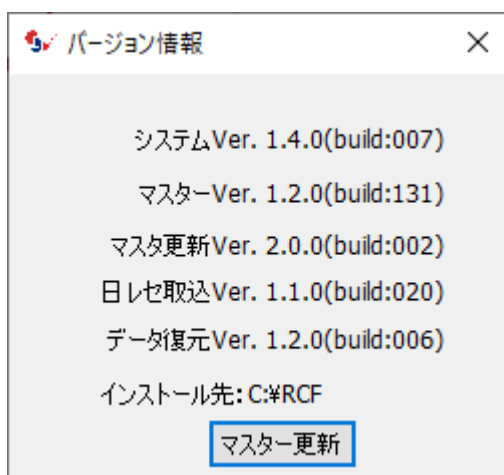 バージョン情報
システムVer. 1.4.0(build:007)
マスターVer. 1.2.0(build:131)
マスタ更新Ver. 2.0.0(build:002)
日レセ取込Ver. 1.1.0(build:020)
データ復元Ver. 1.2.0(build:006)
インストール先: C:¥RCF
マスター更新